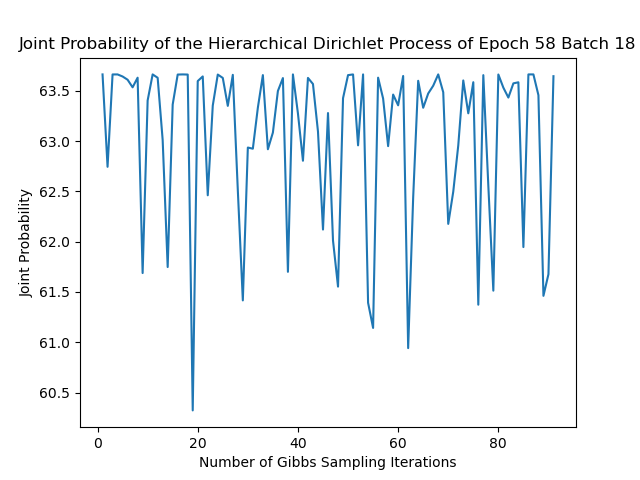 Joint Probability of the Hierarchical Dirichlet Process of Epoch 58 Batch 18
Joint Probability
63.5
63.0
62.5
62.0
61.5
61.0
60.5
0 20 40 60 80
Number of Gibbs Sampling Iterations